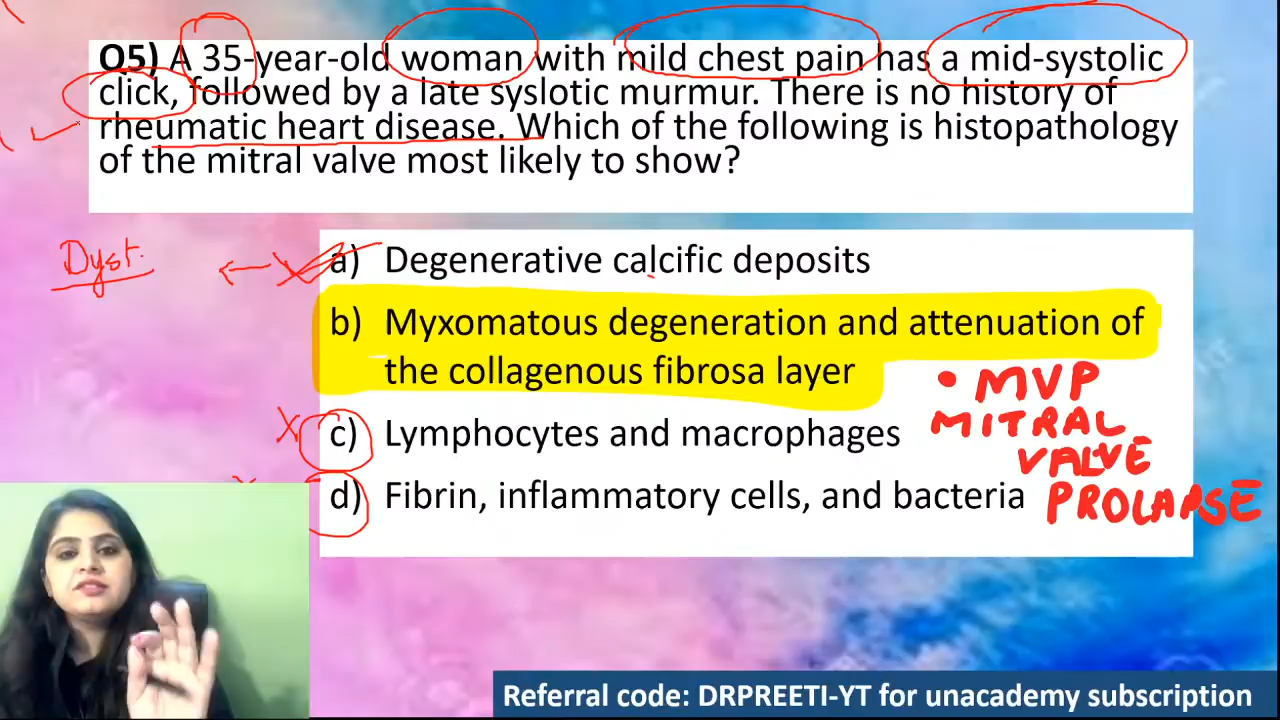 Q5) A 35-year-old woman with mild chest pain has a mid-systolic
click, followed by a late syslotic murmur. There is no history of
rheumatic heart disease. Which of the following is histopathology
of the mitral valve most likely to show?
Dyst.
a) Degenerative calcific deposits
b) Myxomatous degeneration and attenuation of
the collagenous fibrosa layer
• MVP
MITRAL
VALVE
PROLAPSE
c) Lymphocytes and macrophages
d) Fibrin, inflammatory cells, and bacteria
Referral code: DRPREETI-YT for unacademy subscription